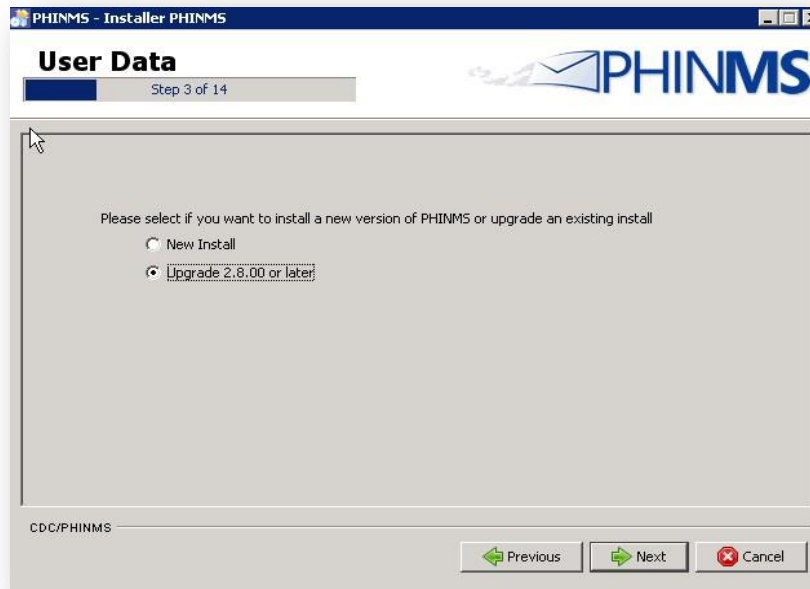 PHINMS - Installer PHINMS
User Data
Step 3 of 14
PHINMS
Please select if you want to install a new version of PHINMS or upgrade an existing install
New Install
Upgrade 2.8.00 or later
CDC/PHINMS
Previous
Next
Cancel